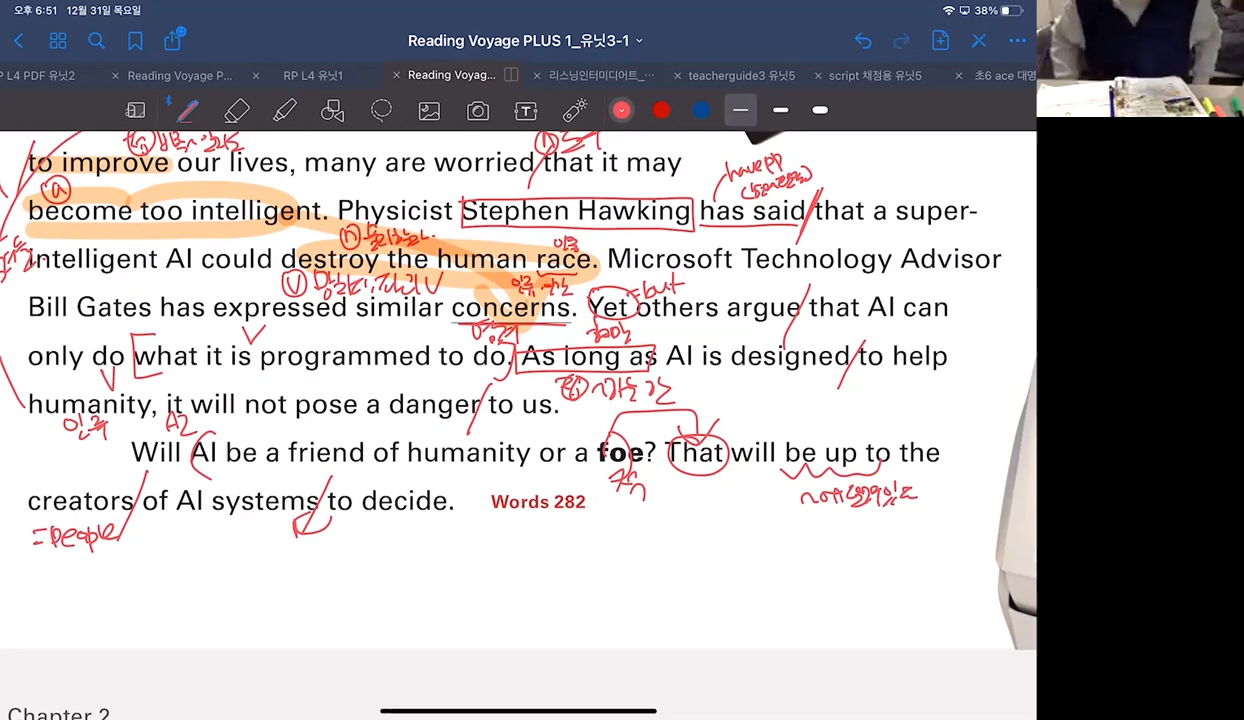 오후 6:51 12월 31일 목요일
38%
Reading Voyage PLUS 1_유닛3-1
P L4 PDF 유닛2
Reading Voyage P...
RP L4 유닛1
Reading Voyag...
리스닝인터미디어트_...
teacherguide3 유닛5
script 채점용 유닛5
초6 ace 대명
to improve our lives, many are worried that it may
have pp
become too intelligent. Physicist Stephen Hawking has said that a super-
intelligent AI could destroy the human race. Microsoft Technology Advisor
=but
Bill Gates has expressed similar concerns. Yet others argue that AI can
only do what it is programmed to do. As long as AI is designed to help
humanity, it will not pose a danger to us.
인류
Will AI be a friend of humanity or a foe? That will be up to the
creators of AI systems to decide. Words 282
=people
Chapter 2